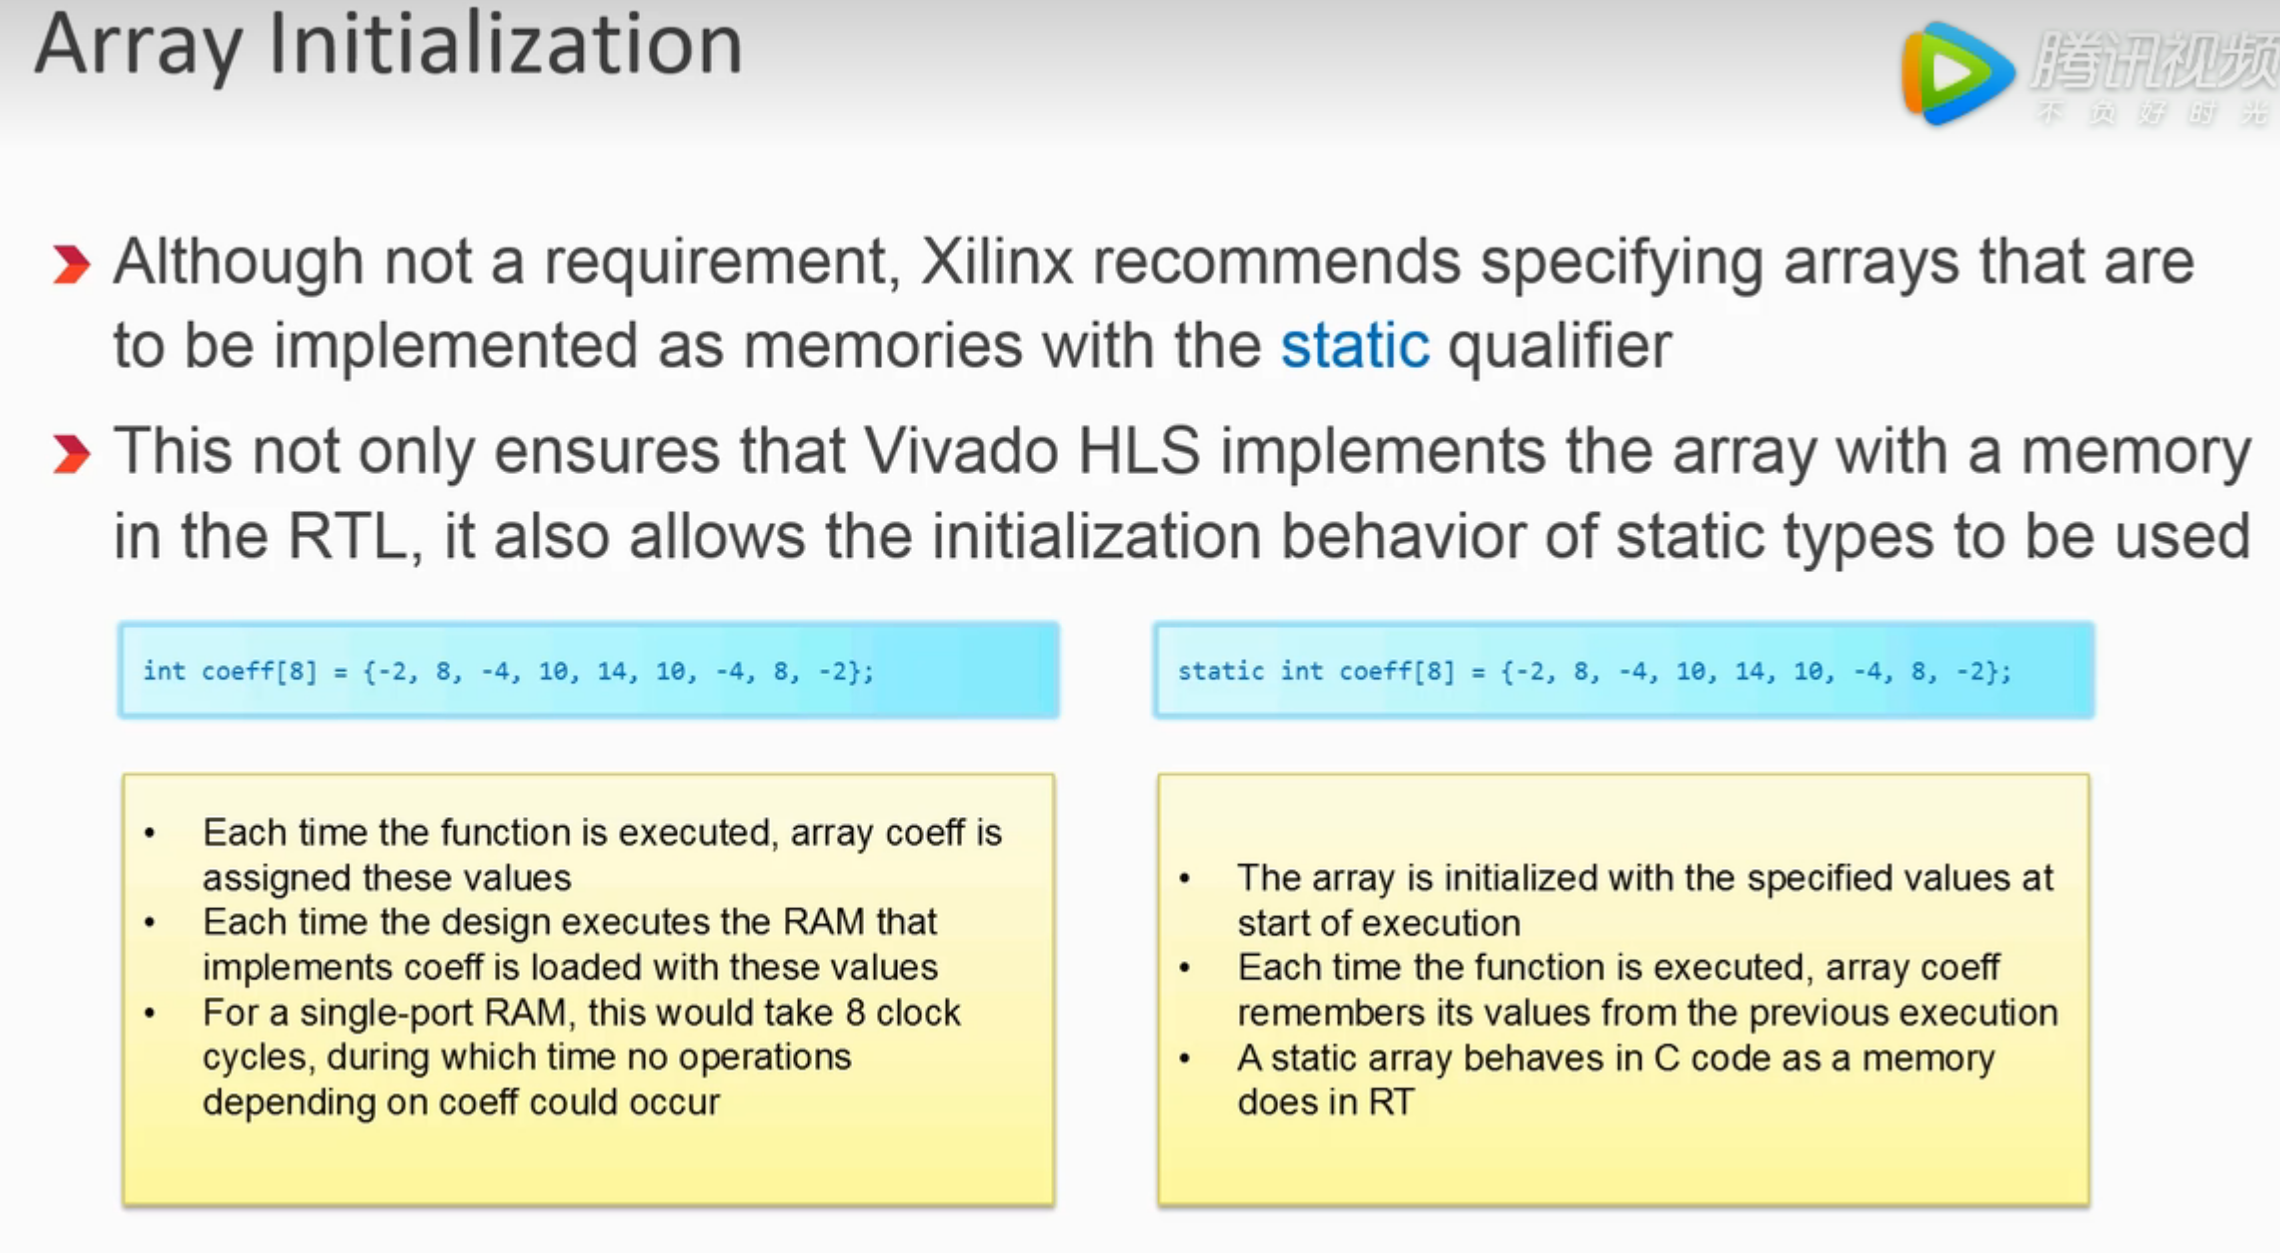 Array Initialization
腾讯视频
不负好时光
Although not a requirement, Xilinx recommends specifying arrays that are
to be implemented as memories with the static qualifier
This not only ensures that Vivado HLS implements the array with a memory
in the RTL, it also allows the initialization behavior of static types to be used
int coeff[8] = {-2, 8, -4, 10, 14, 10, -4, 8, -2};
static int coeff[8] = {-2, 8, -4, 10, 14, 10, -4, 8, -2};
• Each time the function is executed, array coeff is
assigned these values
• Each time the design executes the RAM that
implements coeff is loaded with these values
• For a single-port RAM, this would take 8 clock
cycles, during which time no operations
depending on coeff could occur
• The array is initialized with the specified values at
start of execution
• Each time the function is executed, array coeff
remembers its values from the previous execution
• A static array behaves in C code as a memory
does in RT